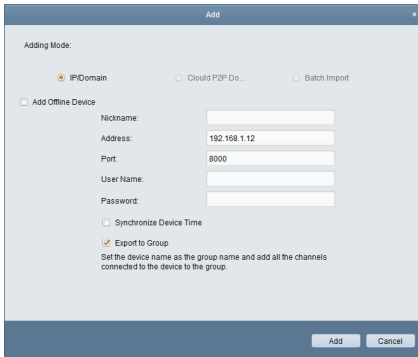 Add
Adding Mode:
IP/Domain
Clould P2P Do...
Batch Import
Add Offline Device
Nickname:
Address: 192.168.1.12
Port: 8000
User Name:
Password:
Synchronize Device Time
Export to Group
Set the device name as the group name and add all the channels
connected to the device to the group.
Add Cancel